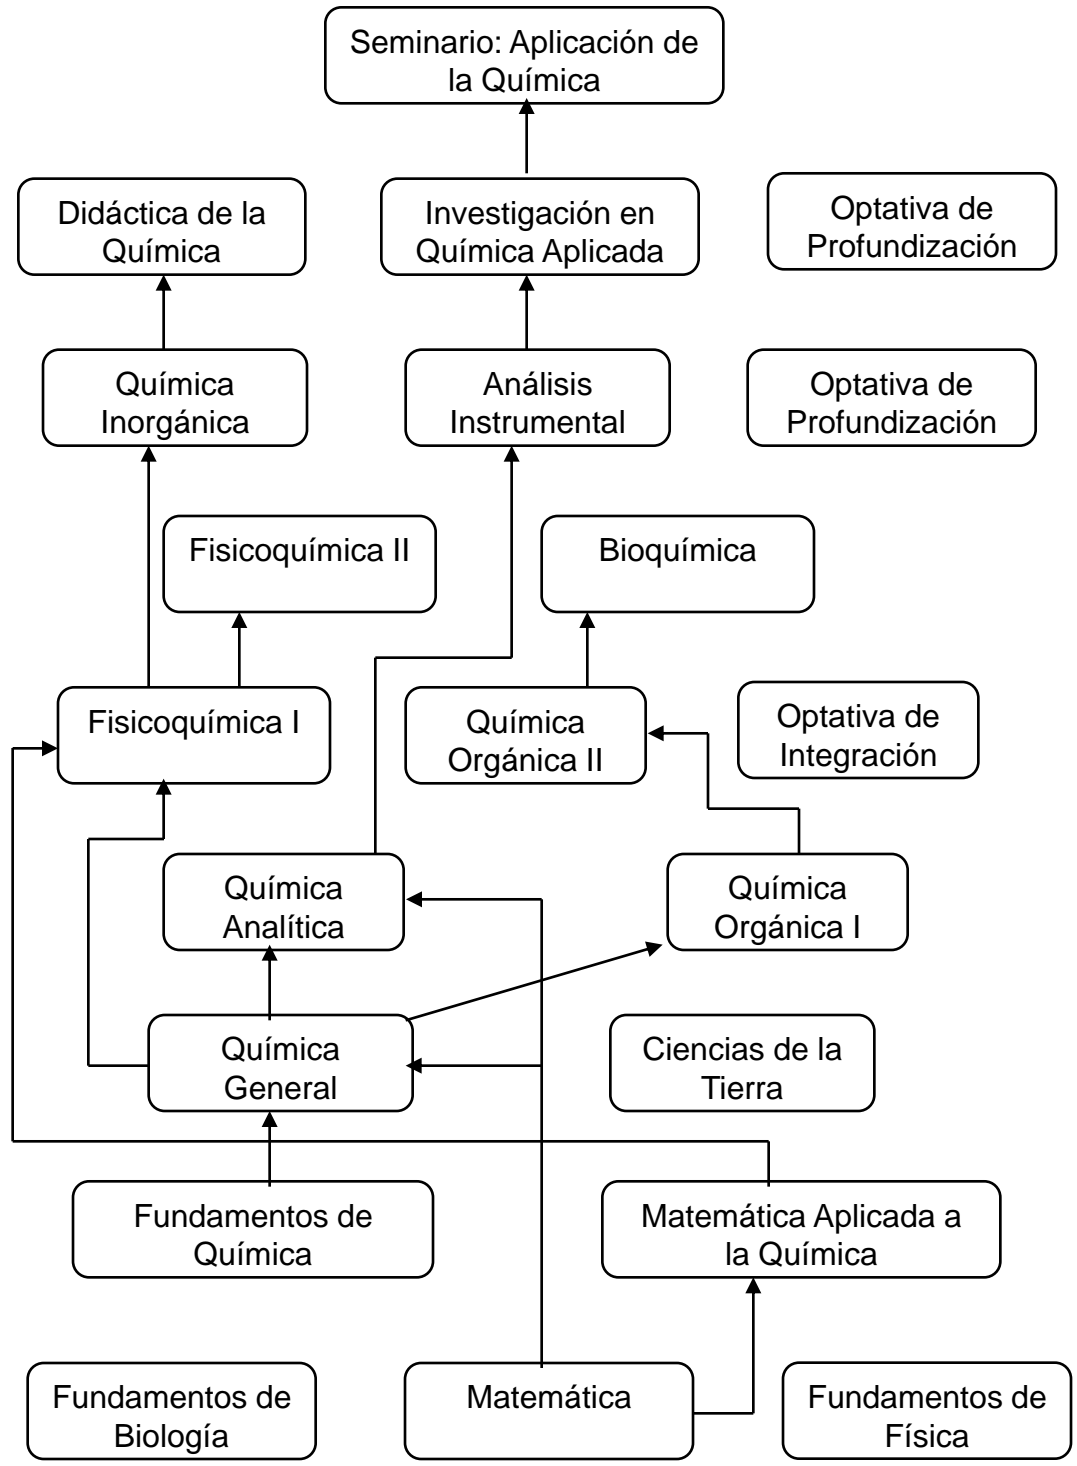 Seminario: Aplicación de
la Química
Didáctica de la
Química
Investigación en
Química Aplicada
Optativa de
Profundización
Química
Inorgánica
Análisis
Instrumental
Optativa de
Profundización
Fisicoquímica II
Bioquímica
Fisicoquímica I
Química
Orgánica II
Optativa de
Integración
Química
Analítica
Química
Orgánica I
Química
General
Ciencias de la
Tierra
Fundamentos de
Química
Matemática Aplicada a
la Química
Fundamentos de
Biología
Matemática
Fundamentos de
Física